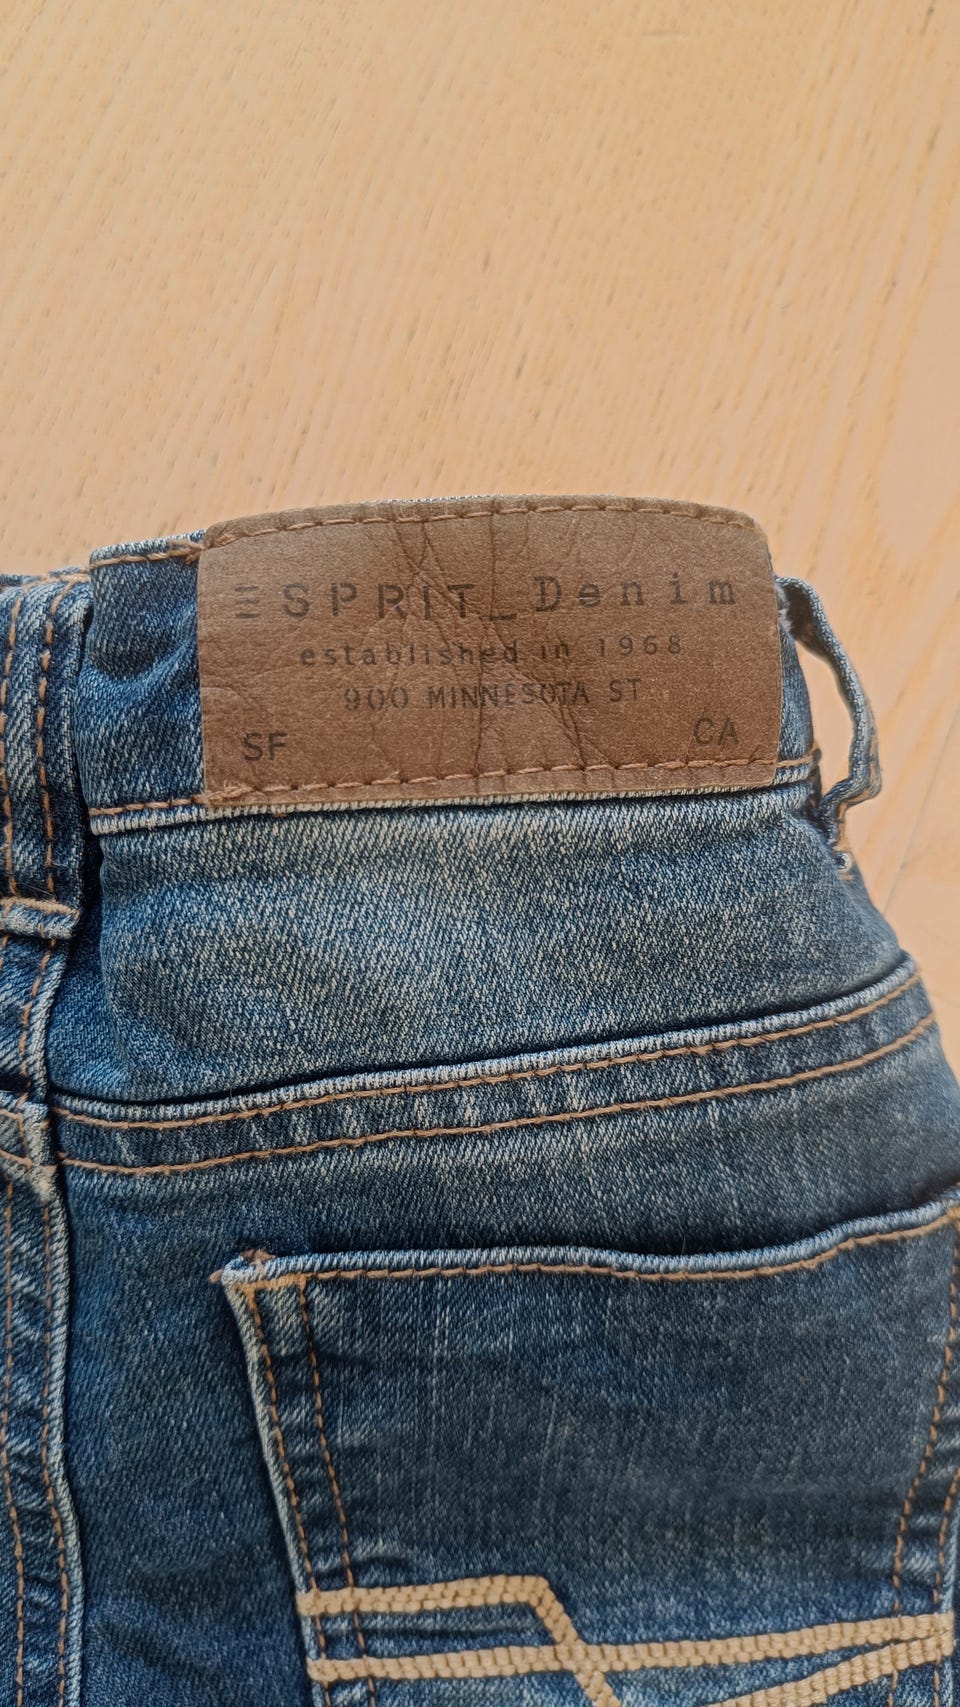 ESPRIT_Denim
established in 1968
900 MINNESOTA ST
SF CA